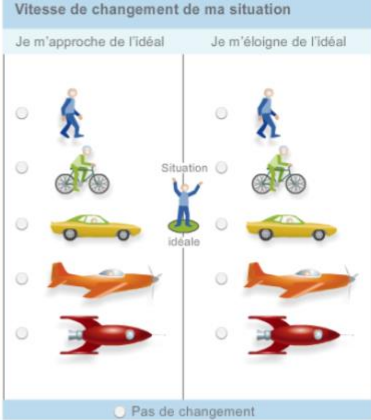 Vitesse de changement de ma situation
Je m'approche de l'idéal
Je m'éloigne de l'idéal
Situation
idéale
Pas de changement